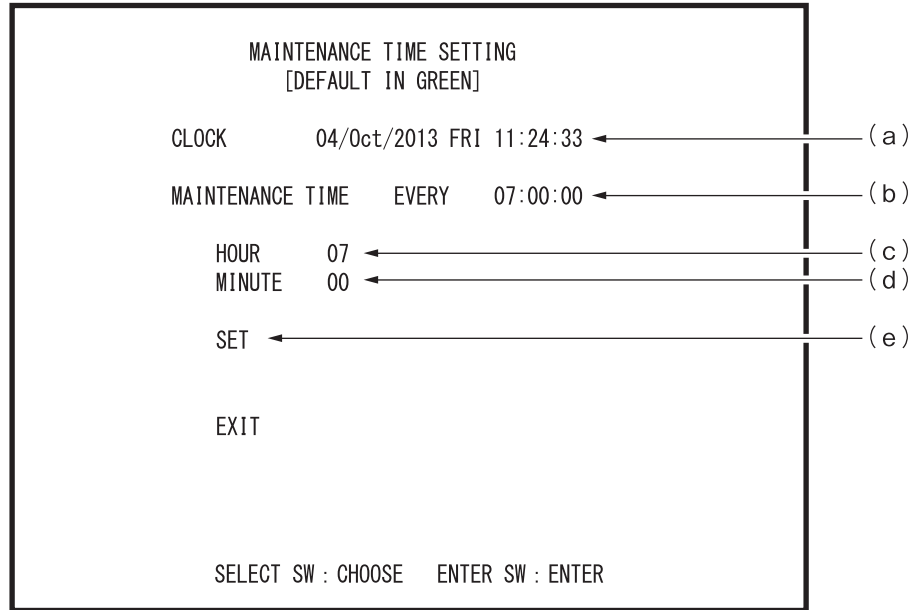 MAINTENANCE TIME SETTING
[DEFAULT IN GREEN]
CLOCK 04/Oct/2013 FRI 11:24:33 (a)
MAINTENANCE TIME EVERY 07:00:00 (b)
HOUR 07 (c)
MINUTE 00 (d)
SET (e)
EXIT
SELECT SW : CHOOSE ENTER SW : ENTER